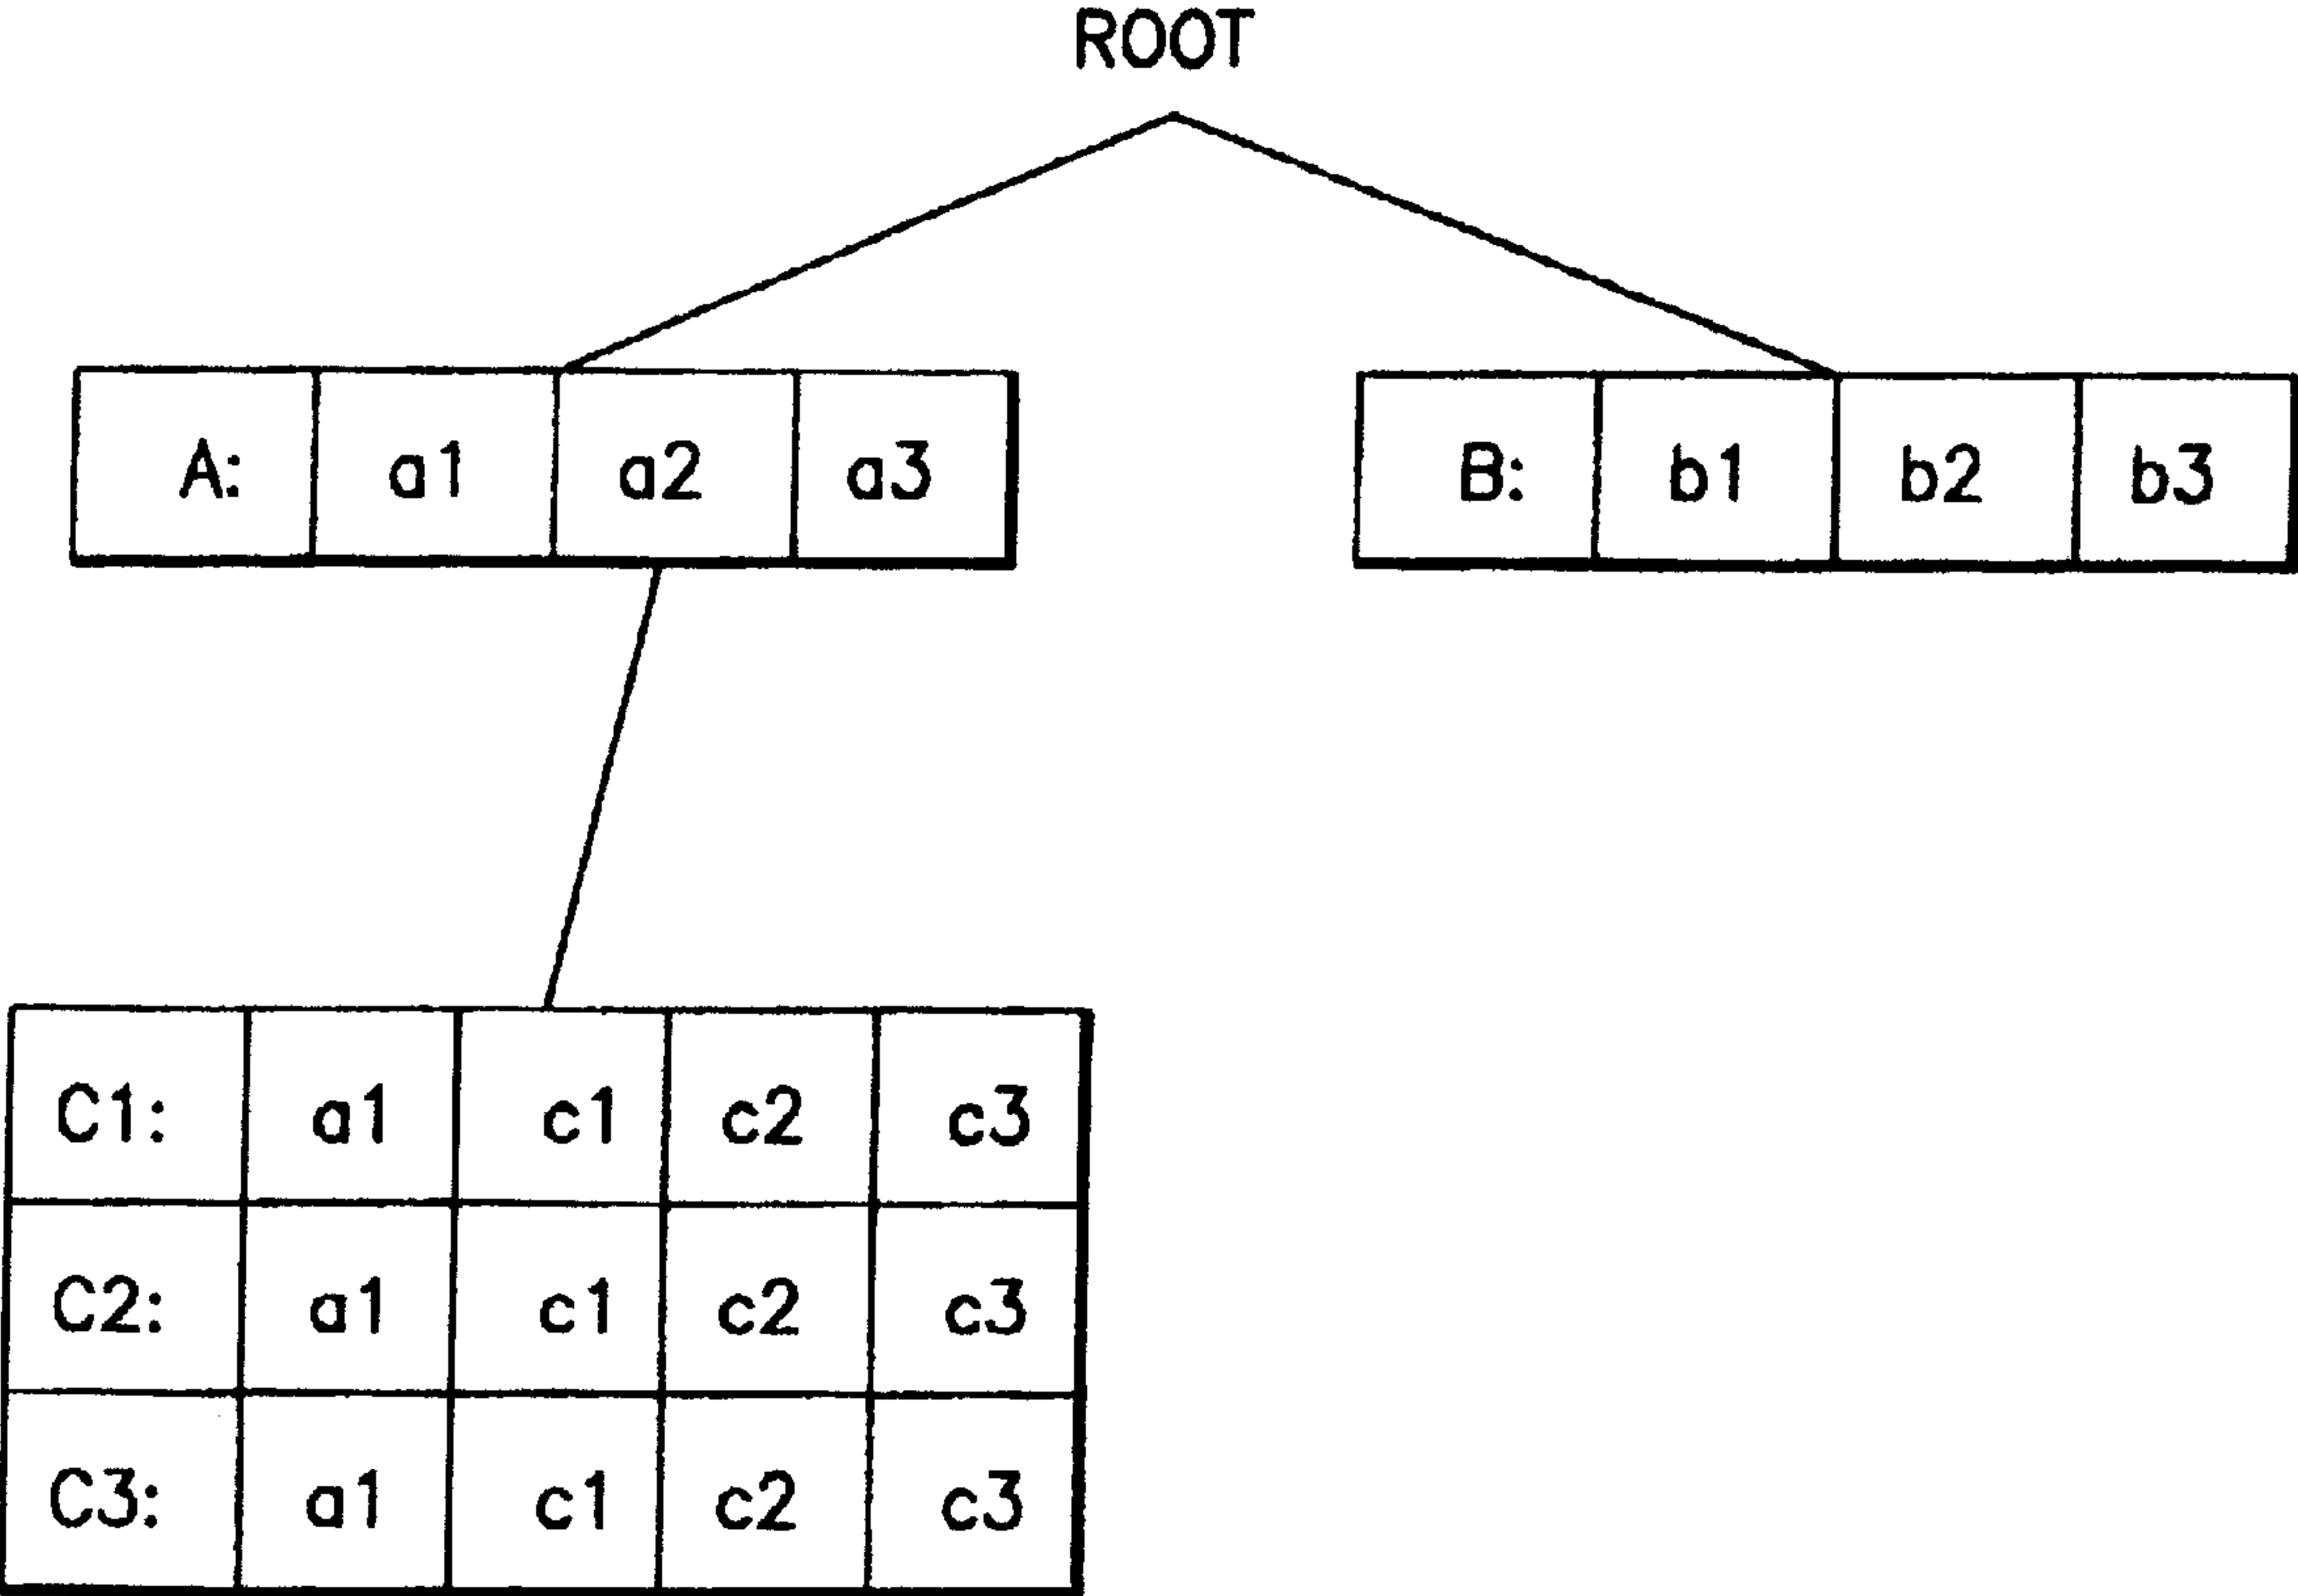 ROOT
A: a1 a2 a3 B: b1 b2 b3
C1: a1 c1 c2 c3
C2: a1 c1 c2 c3
C3: a1 c1 c2 c3